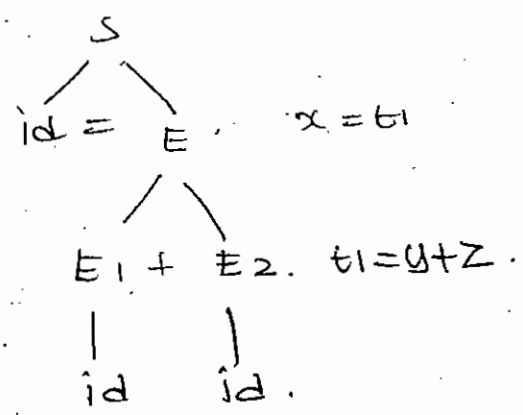 S
id = E . x = t1
E1 + E2. t1=y+z.
id id.